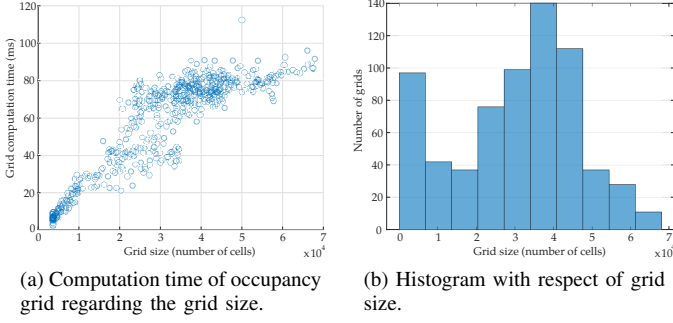 (a)
120
100
80
60
40
20
0
Grid computation time (ms)
0
1
2
3
4
5
6
7
Grid size (number of cells)
x10⁴
(b)
140
120
100
80
60
40
20
0
Number of grids
0
1
2
3
4
5
6
7
Grid size (number of cells)
x10⁴
(a) Computation time of occupancy
grid regarding the grid size.
(b) Histogram with respect of grid
size.